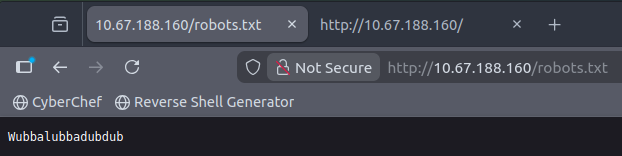 10.67.188.160/robots.txt
http://10.67.188.160/
Not Secure http://10.67.188.160/robots.txt
CyberChef Reverse Shell Generator
Wubbalubbadubdub